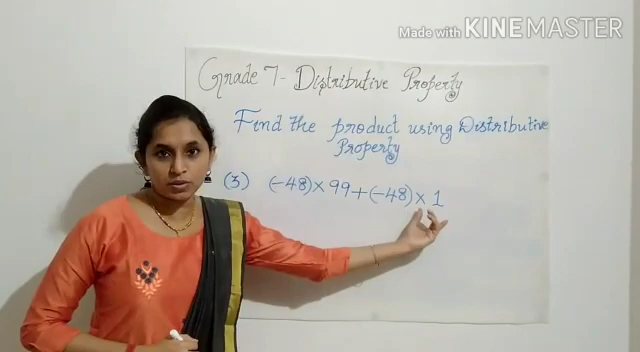 Made with KINEMASTER
Grade 7- Distributive Property
Find the product using Distributive
Property
(3) (-48) × 99 + (-48) × 1